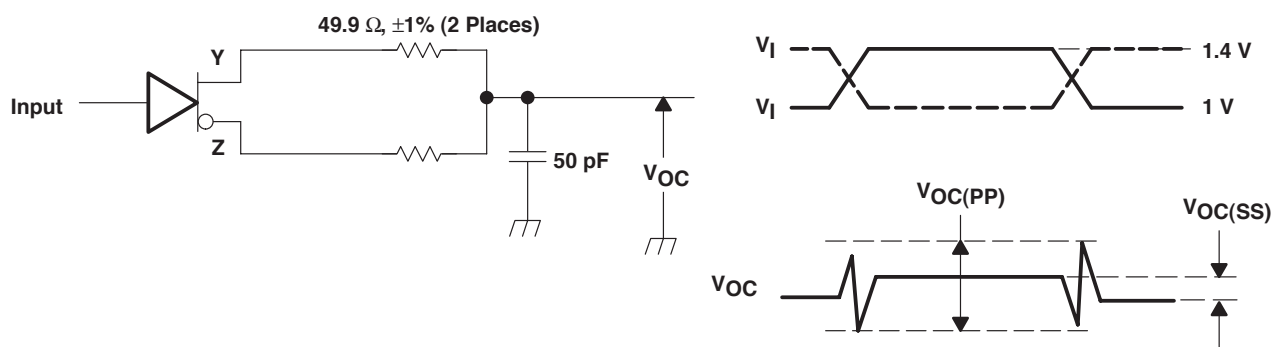 49.9 Ω, ±1% (2 Places)
Y
Input
Z
50 pF
VOC
VI
1.4 V
VI
1 V
VOC(PP)
VOC(SS)
VOC